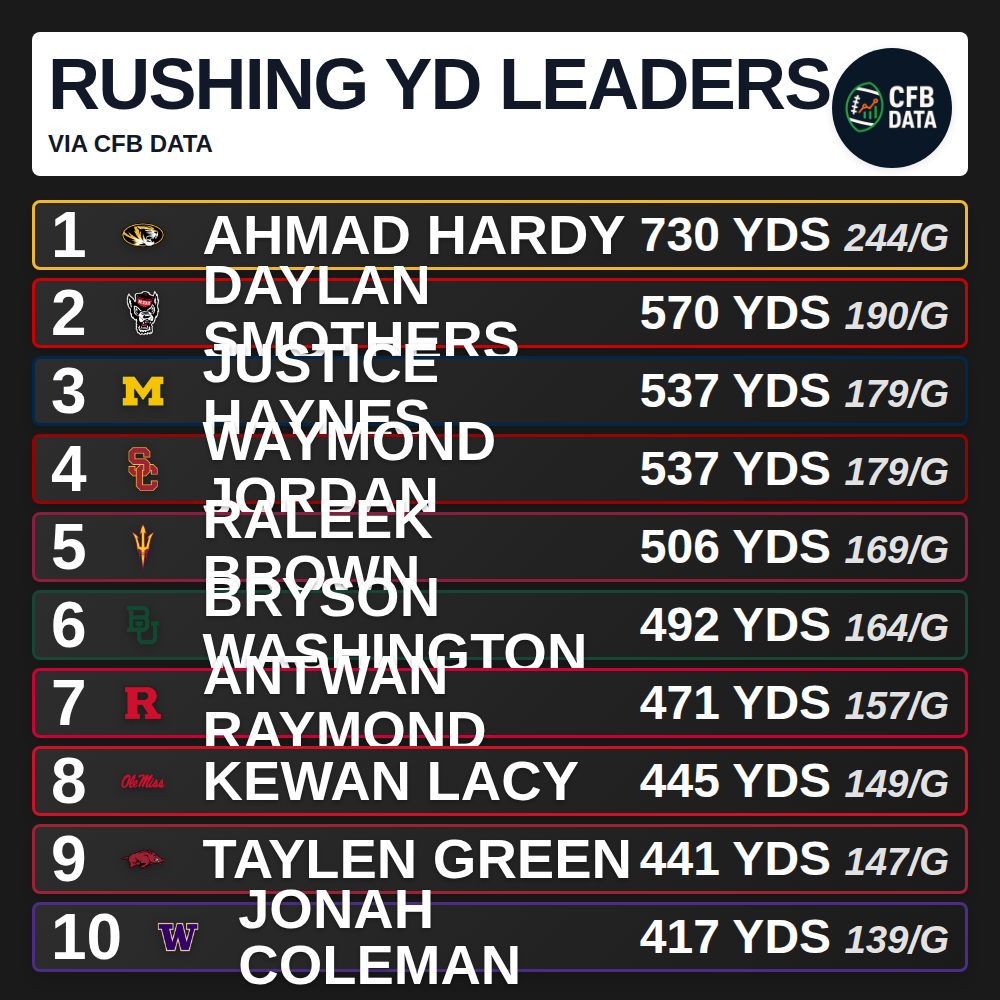 RUSHING YD LEADERS
VIA CFB DATA
CFB
DATA
1 AHMAD HARDY 730 YDS 244/G
2 DAYLAN SMOTHERS 570 YDS 190/G
3 JUSTICE HAYNES 537 YDS 179/G
4 WAYMOND JORDAN 537 YDS 179/G
5 RALEEK BROWN 506 YDS 169/G
6 BRYSON WASHINGTON 492 YDS 164/G
7 ANTWAN RAYMOND 471 YDS 157/G
8 Ole Miss KEWAN LACY 445 YDS 149/G
9 TAYLEN GREEN 441 YDS 147/G
10 W JONAH COLEMAN 417 YDS 139/G